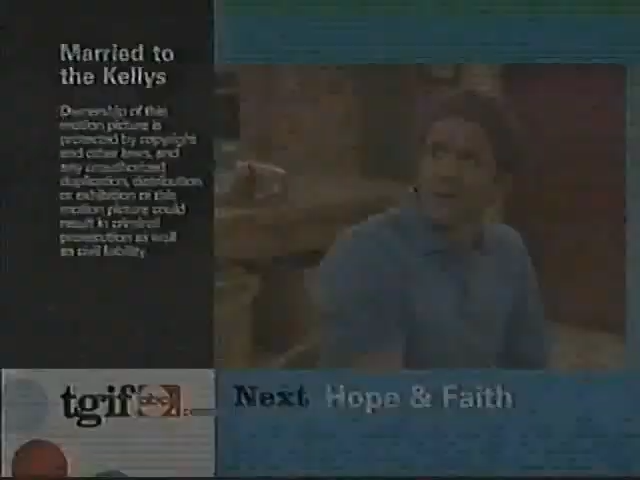 Married to
the Kellys
Ownership of this
motion picture is
protected by copyright
and other laws, and
any unauthorized
duplication, distribution
or exhibition of this
motion picture could
result in criminal
prosecution as well
as civil liability
tgif abc
Next Hope & Faith